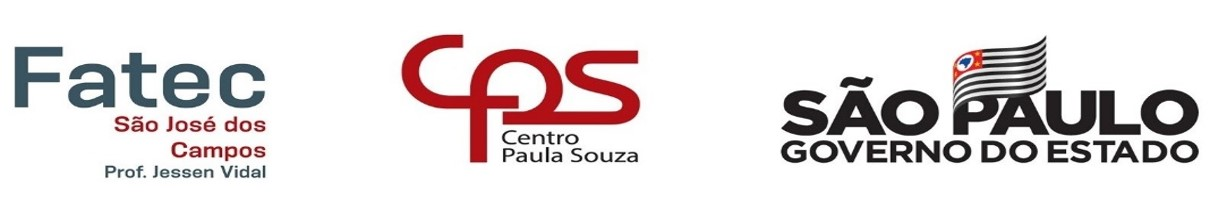 Fatec
São José dos
Campos
Prof. Jessen Vidal
cps
Centro
Paula Souza
SÃO PAULO
GOVERNO DO ESTADO